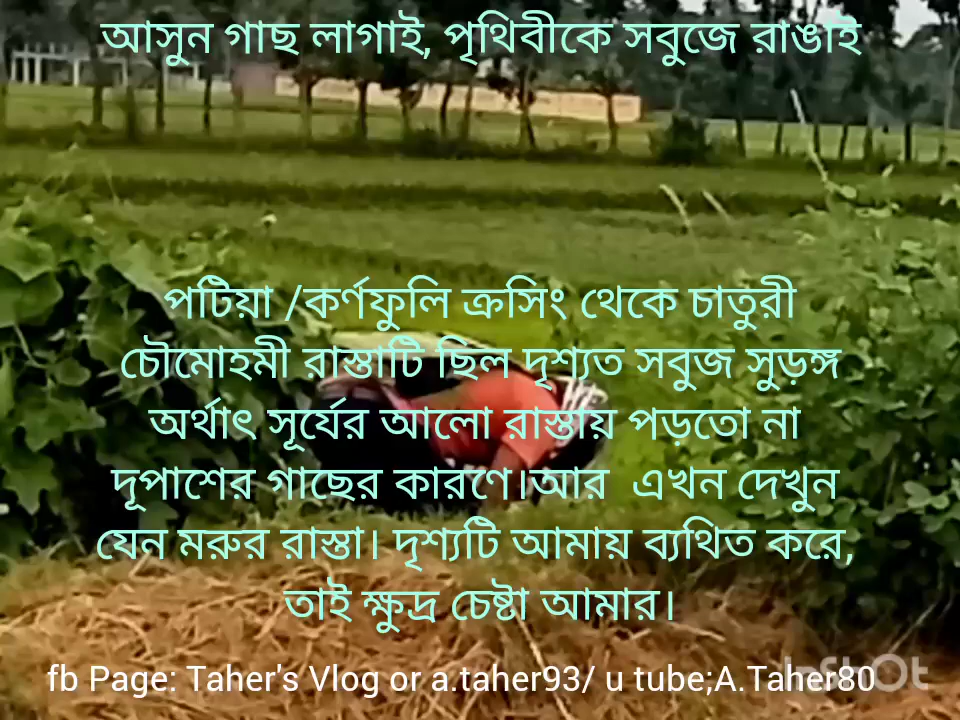 আসুন গাছ লাগাই, পৃথিবীকে সবুজে রাঙাই
পটিয়া /কর্ণফুলি ক্রসিং থেকে চাতুরী
চৌমোহমী রাস্তাটি ছিল দৃশ্যত সবুজ সুড়ঙ্গ
অর্থাৎ সূর্যের আলো রাস্তায় পড়তো না
দূপাশের গাছের কারণে।আর  এখন দেখুন
যেন মরুর রাস্তা। দৃশ্যটি আমায় ব্যথিত করে,
তাই ক্ষুদ্র চেষ্টা আমার।
fb Page: Taher's Vlog or a.taher93/ u tube;A.Taher80
InShOt